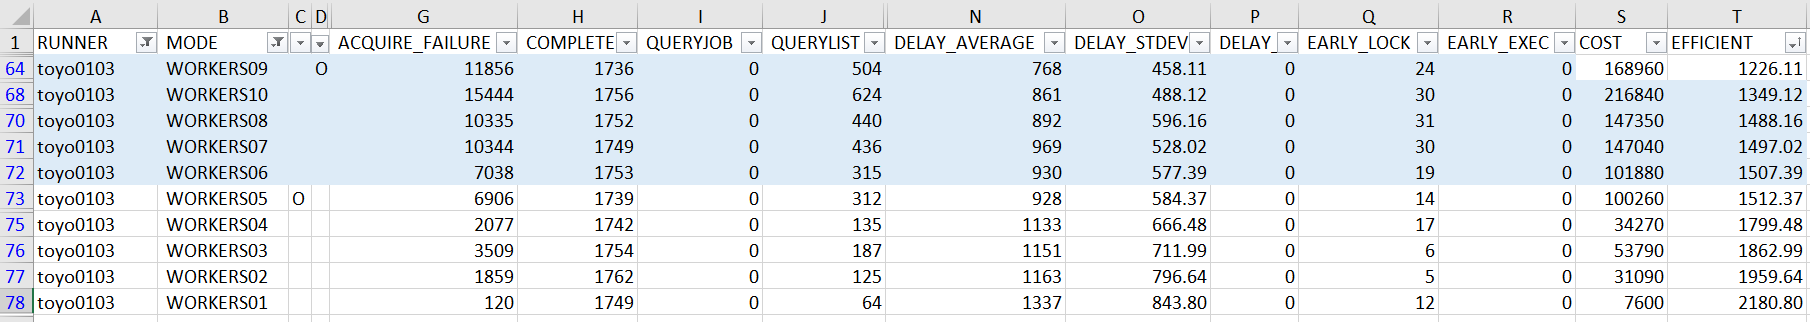 A B C D G H I J N O P Q R S T
1 RUNNER MODE ACQUIRE_FAILURE COMPLETE QUERYJOB QUERYLIST DELAY_AVERAGE DELAY_STDEV DELAY_ EARLY_LOCK EARLY_EXEC COST EFFICIENT
64 toyo0103 WORKERS09 O 11856 1736 0 504 768 458.11 0 24 0 168960 1226.11
68 toyo0103 WORKERS10 15444 1756 0 624 861 488.12 0 30 0 216840 1349.12
70 toyo0103 WORKERS08 10335 1752 0 440 892 596.16 0 31 0 147350 1488.16
71 toyo0103 WORKERS07 10344 1749 0 436 969 528.02 0 30 0 147040 1497.02
72 toyo0103 WORKERS06 7038 1753 0 315 930 577.39 0 19 0 101880 1507.39
73 toyo0103 WORKERS05 O 6906 1739 0 312 928 584.37 0 14 0 100260 1512.37
75 toyo0103 WORKERS04 2077 1742 0 135 1133 666.48 0 17 0 34270 1799.48
76 toyo0103 WORKERS03 3509 1754 0 187 1151 711.99 0 6 0 53790 1862.99
77 toyo0103 WORKERS02 1859 1762 0 125 1163 796.64 0 5 0 31090 1959.64
78 toyo0103 WORKERS01 120 1749 0 64 1337 843.80 0 12 0 7600 2180.80